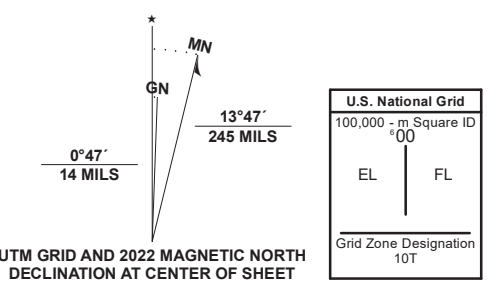 ★
MN
GN
13°47´
245 MILS
0°47´
14 MILS
UTM GRID AND 2022 MAGNETIC NORTH
DECLINATION AT CENTER OF SHEET
U.S. National Grid
100,000 - m Square ID
⁶00
EL FL
Grid Zone Designation
10T